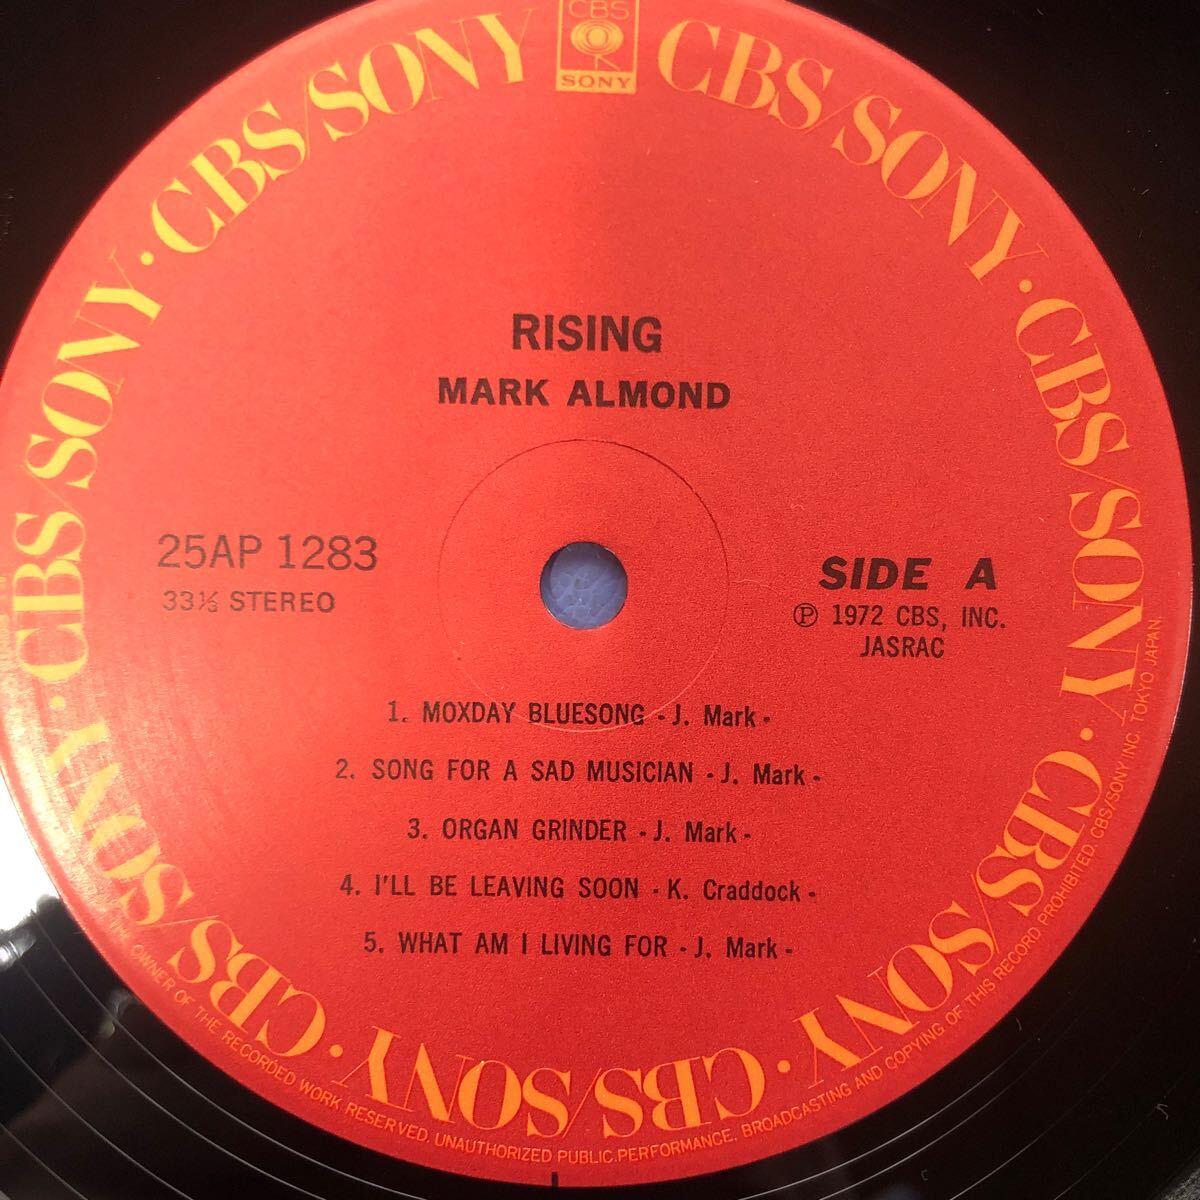 CBS
SONY
CBS/SONY · CBS/SONY · CBS/SONY · CBS/SONY · CBS/SONY · CBS/SONY · CBS/SONY · CBS/SONY
RISING
MARK ALMOND
25AP 1283
33⅓ STEREO
SIDE A
Ⓟ 1972 CBS, INC.
JASRAC
1. MOXDAY BLUESONG - J. Mark -
2. SONG FOR A SAD MUSICIAN - J. Mark -
3. ORGAN GRINDER - J. Mark -
4. I'LL BE LEAVING SOON - K. Craddock -
5. WHAT AM I LIVING FOR - J. Mark -
OWNER OF THE RECORDED WORK RESERVED. UNAUTHORIZED PUBLIC.PERFORMANCE, BROADCASTING AND COPYING OF THIS RECORD PROHIBITED. CBS/SONY INC. TOKYO JAPAN.